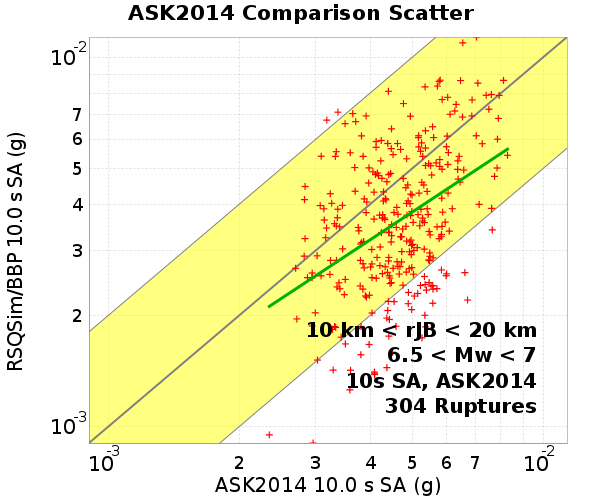 ASK2014 Comparison Scatter
RSQSim/BBP 10.0 s SA (g)
10⁻²
7
6
5
4
3
2
10⁻³
10 km < rJB < 20 km
6.5 < Mw < 7
10s SA, ASK2014
304 Ruptures
10⁻³ 2 3 4 5 6 7 10⁻²
ASK2014 10.0 s SA (g)